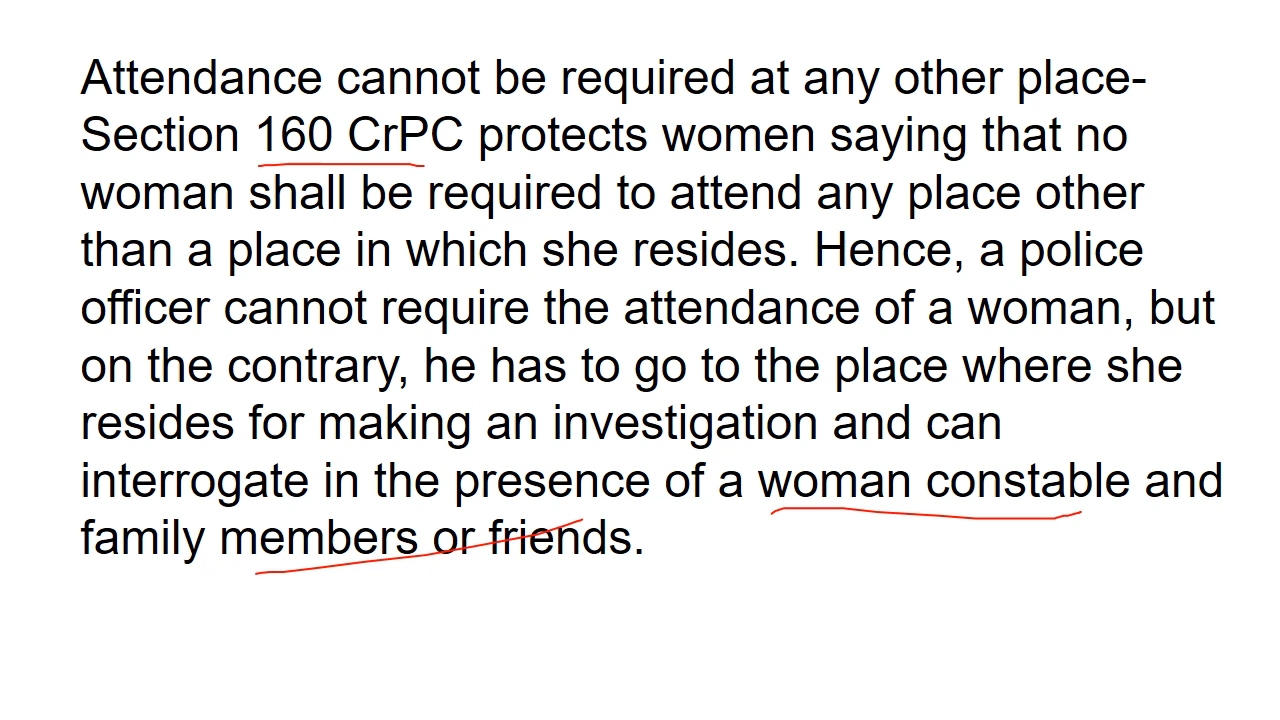 Attendance cannot be required at any other place-
Section 160 CrPC protects women saying that no
woman shall be required to attend any place other
than a place in which she resides. Hence, a police
officer cannot require the attendance of a woman, but
on the contrary, he has to go to the place where she
resides for making an investigation and can
interrogate in the presence of a woman constable and
family members or friends.